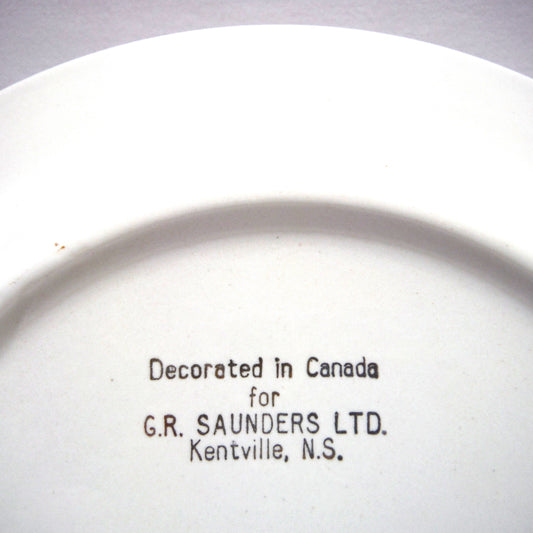 Decorated in Canada
for
G.R. SAUNDERS LTD.
Kentville, N.S.